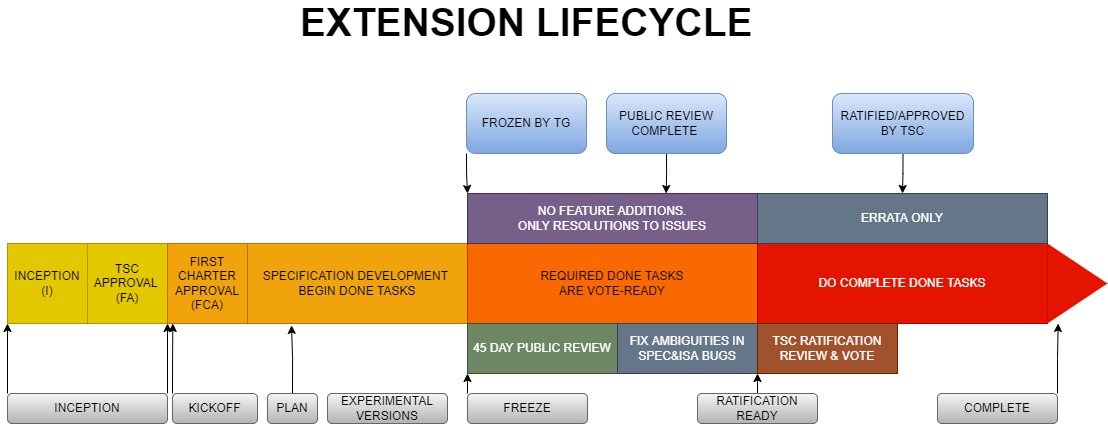 EXTENSION LIFECYCLE
FROZEN BY TG
PUBLIC REVIEW
COMPLETE
RATIFIED/APPROVED
BY TSC
NO FEATURE ADDITIONS.
ONLY RESOLUTIONS TO ISSUES
ERRATA ONLY
INCEPTION
(I)
TSC
APPROVAL
(FA)
FIRST
CHARTER
APPROVAL
(FCA)
SPECIFICATION DEVELOPMENT
BEGIN DONE TASKS
REQUIRED DONE TASKS
ARE VOTE-READY
DO COMPLETE DONE TASKS
45 DAY PUBLIC REVIEW
FIX AMBIGUITIES IN
SPEC&ISA BUGS
TSC RATIFICATION
REVIEW & VOTE
INCEPTION
KICKOFF
PLAN
EXPERIMENTAL
VERSIONS
FREEZE
RATIFICATION
READY
COMPLETE